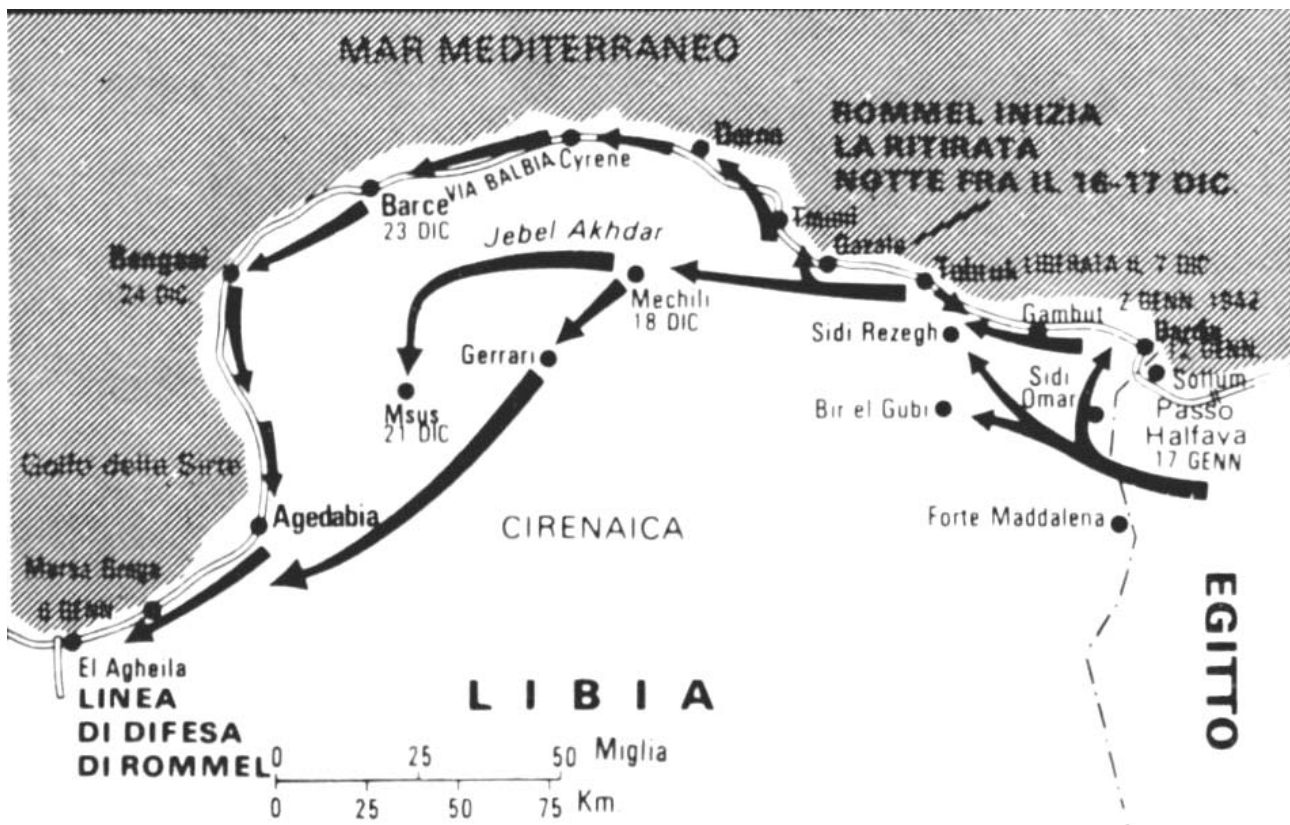 MAR MEDITERRANEO
ROMMEL INIZIA
LA RITIRATA
NOTTE FRA IL 16-17 DIC.
Derna
Cyrene
VIA BALBIA
Barce
23 DIC
Tmimi
Gazala
Jebel Akhdar
Bengasi
24 DIC
Tobruk LIBERATA IL 7 DIC
Mechili
18 DIC
2 GENN. 1942
Gambut
Bardia
12 GENN.
Sollum
Sidi Rezegh
Gerrari
Sidi
Omar
Passo
Halfava
17 GENN
Msus
21 DIC
Bir el Gubi
Golfo della Sirte
Agedabia
CIRENAICA
Forte Maddalena
Marsa Brega
6 GENN
EGITTO
El Agheila
LINEA
DI DIFESA
DI ROMMEL
LIBIA
0 25 50 Miglia
0 25 50 75 Km.